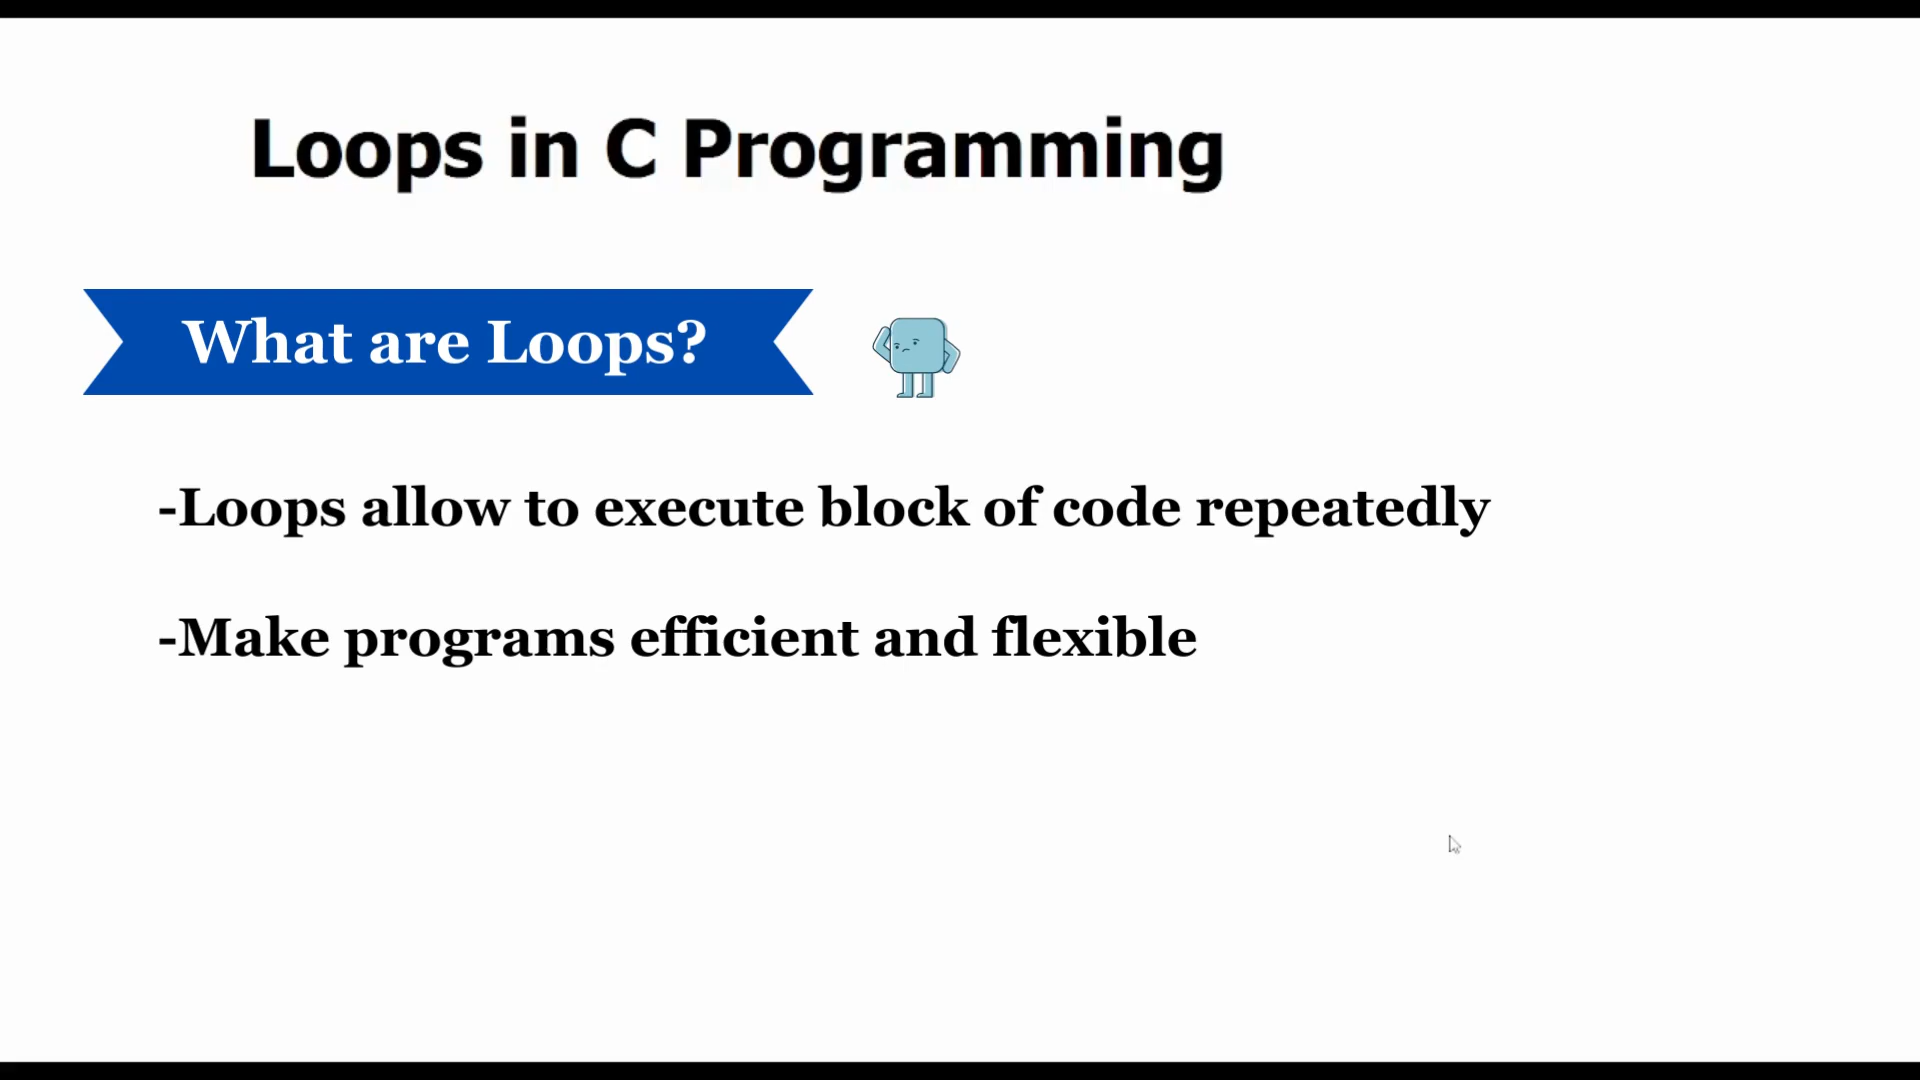 Loops in C Programming
What are Loops?
-Loops allow to execute block of code repeatedly
-Make programs efficient and flexible